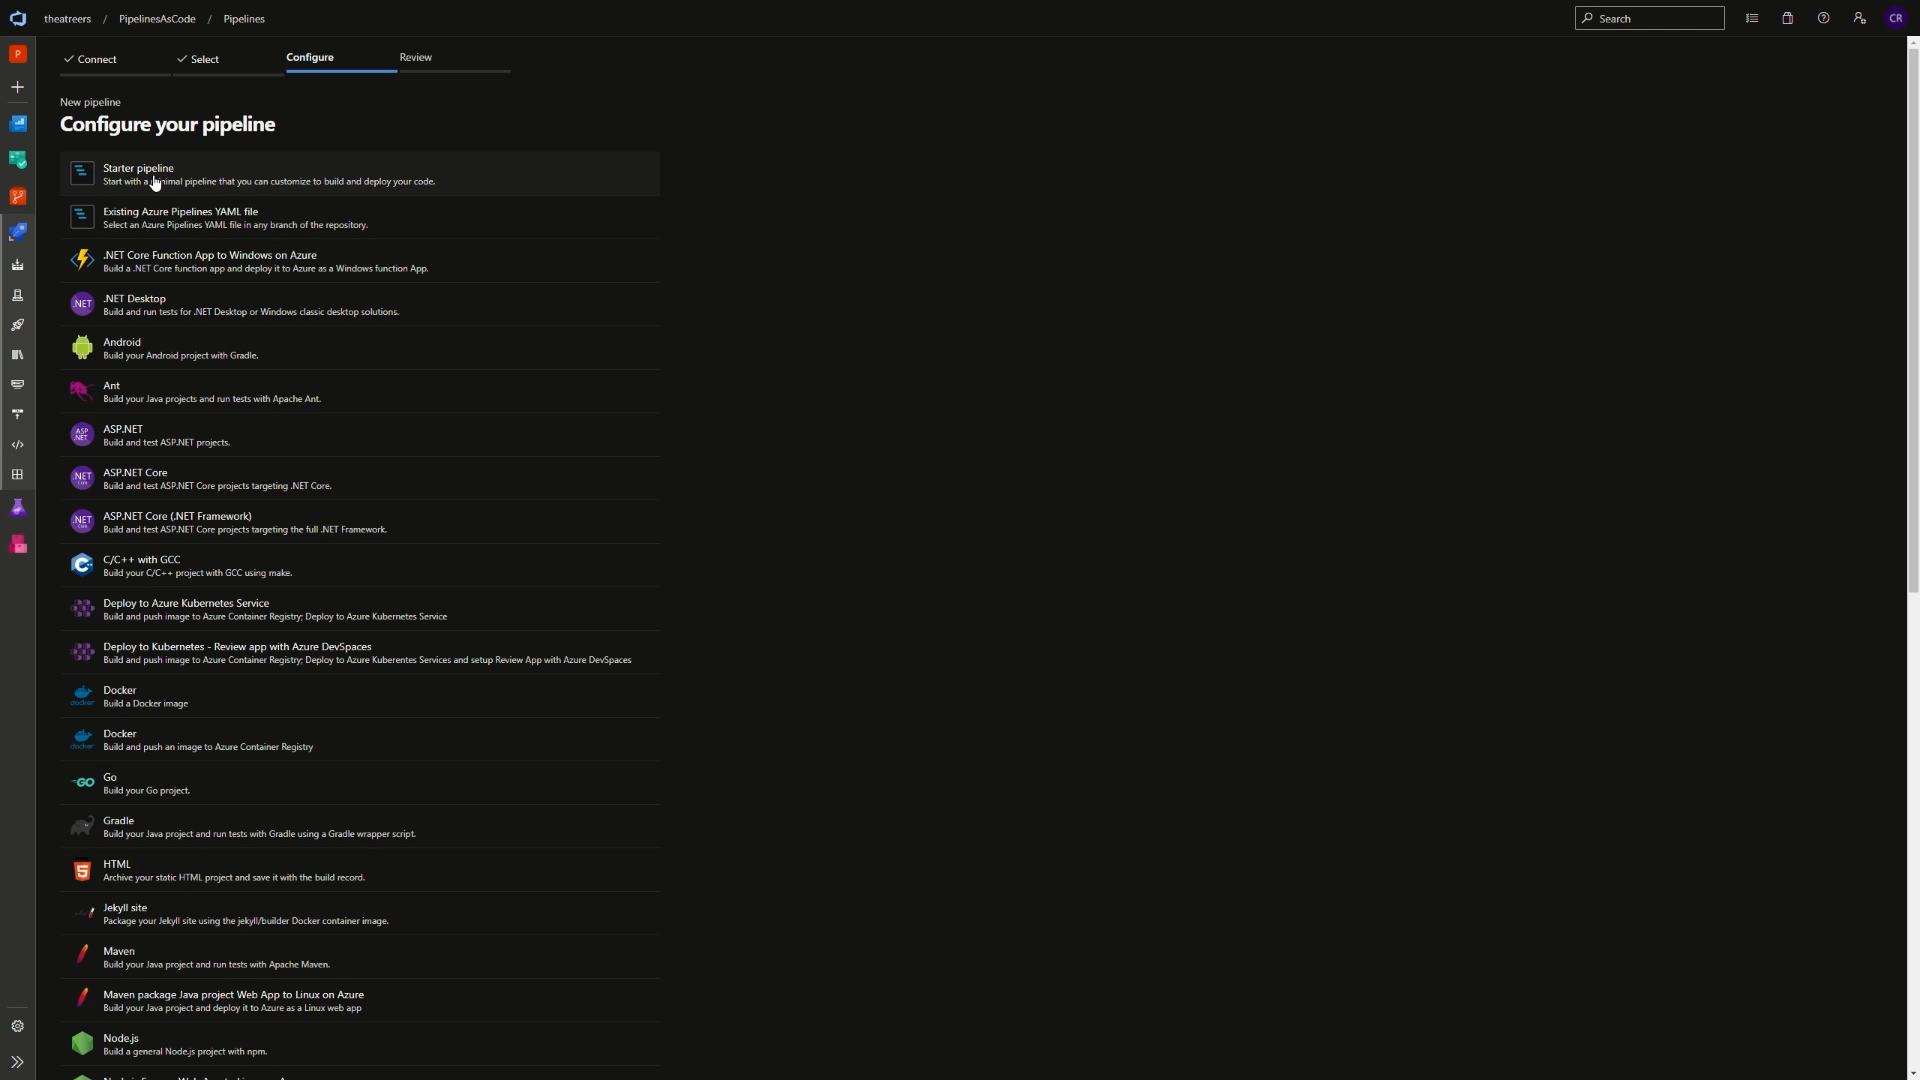 theatreers / PipelinesAsCode / Pipelines
Search
CR
P
Connect
Select
Configure
Review
New pipeline
Configure your pipeline
Starter pipeline
Start with a minimal pipeline that you can customize to build and deploy your code.
Existing Azure Pipelines YAML file
Select an Azure Pipelines YAML file in any branch of the repository.
.NET Core Function App to Windows on Azure
Build a .NET Core function app and deploy it to Azure as a Windows function App.
.NET
.NET Desktop
Build and run tests for .NET Desktop or Windows classic desktop solutions.
Android
Build your Android project with Gradle.
Ant
Build your Java projects and run tests with Apache Ant.
ASP
.NET
ASP.NET
Build and test ASP.NET projects.
.NET
Core
ASP.NET Core
Build and test ASP.NET Core projects targeting .NET Core.
.NET
Core
ASP.NET Core (.NET Framework)
Build and test ASP.NET Core projects targeting the full .NET Framework.
C/C++ with GCC
Build your C/C++ project with GCC using make.
Deploy to Azure Kubernetes Service
Build and push image to Azure Container Registry; Deploy to Azure Kubernetes Service
Deploy to Kubernetes - Review app with Azure DevSpaces
Build and push image to Azure Container Registry; Deploy to Azure Kuberentes Services and setup Review App with Azure DevSpaces
docker
Docker
Build a Docker image
docker
Docker
Build and push an image to Azure Container Registry
GO
Go
Build your Go project.
Gradle
Build your Java project and run tests with Gradle using a Gradle wrapper script.
HTML
Archive your static HTML project and save it with the build record.
Jekyll site
Package your Jekyll site using the jekyll/builder Docker container image.
Maven
Build your Java project and run tests with Apache Maven.
Maven package Java project Web App to Linux on Azure
Build your Java project and deploy it to Azure as a Linux web app
Node.js
Build a general Node.js project with npm.